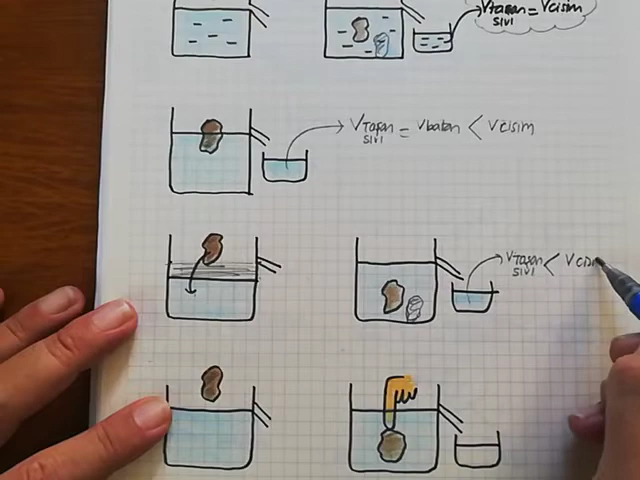 Vtaşan = Vcisim
sıvı
VTaşan = Vbatan < Vcisim
sıvı
VTaşan < Vcisim
sıvı